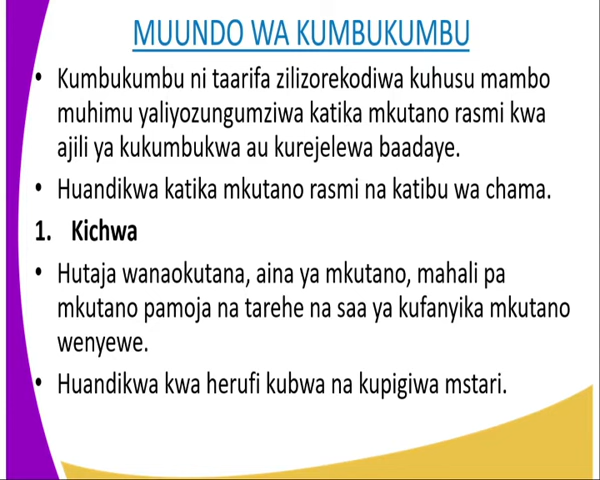 MUUNDO WA KUMBUKUMBU
• Kumbukumbu ni taarifa zilizorekodiwa kuhusu mambo
muhimu yaliyozungumziwa katika mkutano rasmi kwa
ajili ya kukumbukwa au kurejelewa baadaye.
• Huandikwa katika mkutano rasmi na katibu wa chama.
1. Kichwa
• Hutaja wanaokutana, aina ya mkutano, mahali pa
mkutano pamoja na tarehe na saa ya kufanyika mkutano
wenyewe.
• Huandikwa kwa herufi kubwa na kupigiwa mstari.